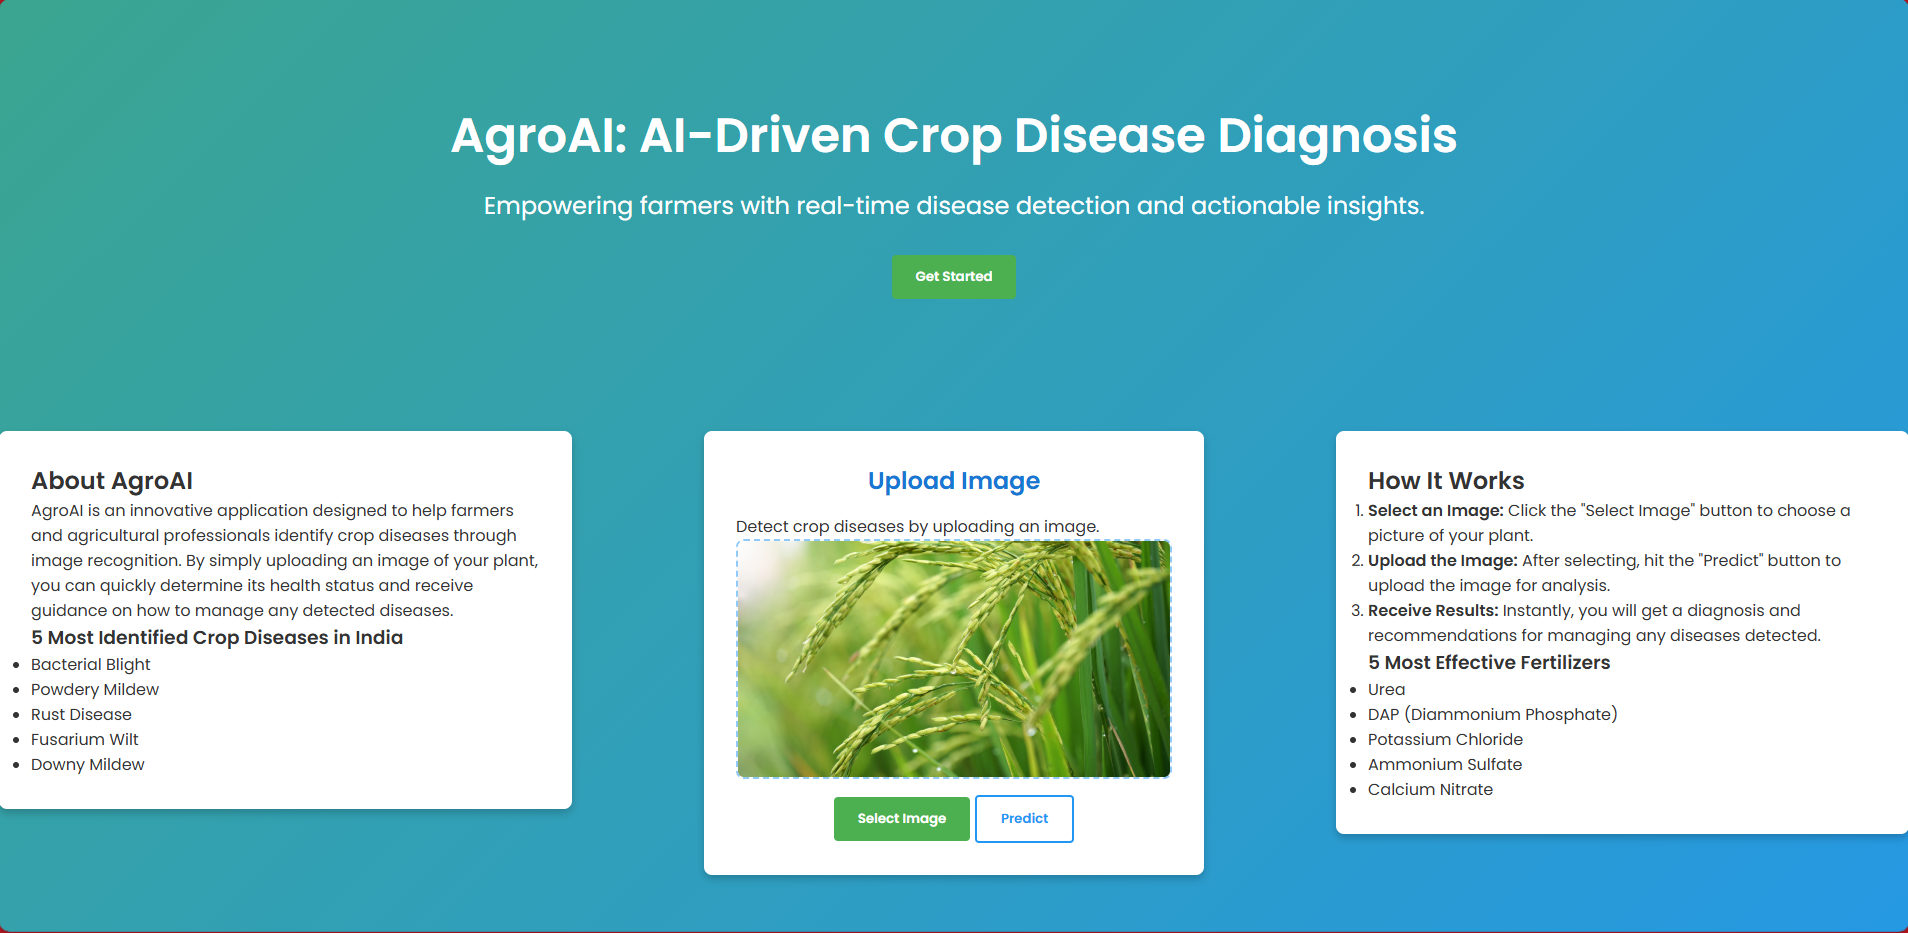 AgroAI: AI-Driven Crop Disease Diagnosis
Empowering farmers with real-time disease detection and actionable insights.
Get Started
About AgroAI
AgroAI is an innovative application designed to help farmers
and agricultural professionals identify crop diseases through
image recognition. By simply uploading an image of your plant,
you can quickly determine its health status and receive
guidance on how to manage any detected diseases.
5 Most Identified Crop Diseases in India
• Bacterial Blight
• Powdery Mildew
• Rust Disease
• Fusarium Wilt
• Downy Mildew
Upload Image
Detect crop diseases by uploading an image.
Select Image
Predict
How It Works
1. Select an Image: Click the "Select Image" button to choose a
picture of your plant.
2. Upload the Image: After selecting, hit the "Predict" button to
upload the image for analysis.
3. Receive Results: Instantly, you will get a diagnosis and
recommendations for managing any diseases detected.
5 Most Effective Fertilizers
• Urea
• DAP (Diammonium Phosphate)
• Potassium Chloride
• Ammonium Sulfate
• Calcium Nitrate